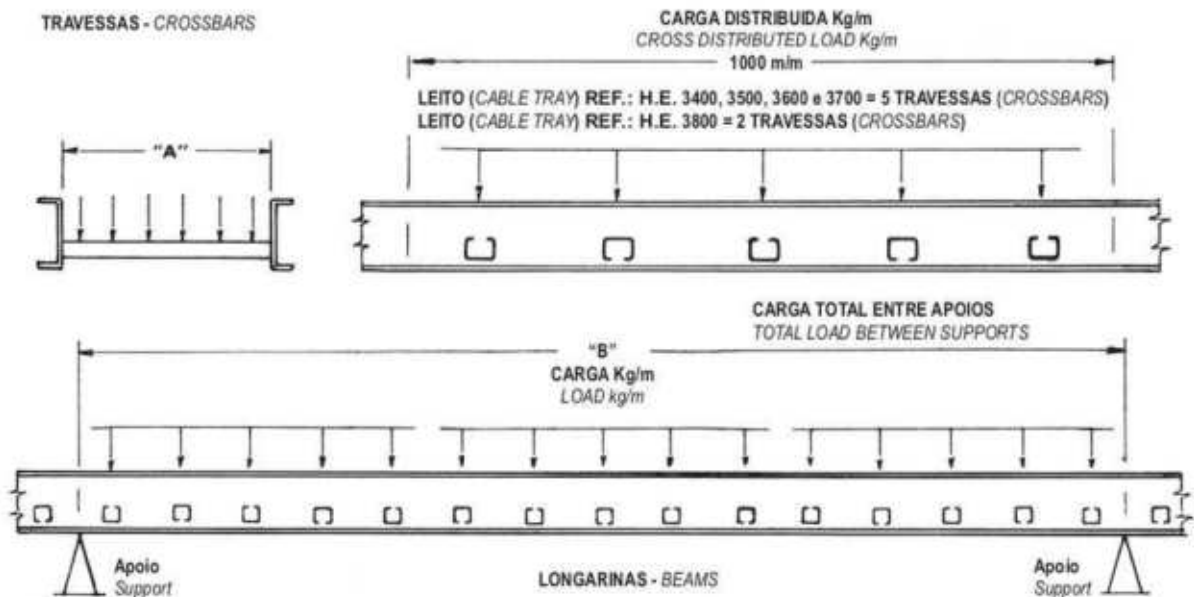 TRAVESSAS - CROSSBARS
CARGA DISTRIBUIDA Kg/m
CROSS DISTRIBUTED LOAD Kg/m
1000 m/m
LEITO (CABLE TRAY) REF.: H.E. 3400, 3500, 3600 e 3700 = 5 TRAVESSAS (CROSSBARS)
LEITO (CABLE TRAY) REF.: H.E. 3800 = 2 TRAVESSAS (CROSSBARS)
"A"
CARGA TOTAL ENTRE APOIOS
TOTAL LOAD BETWEEN SUPPORTS
"B"
CARGA Kg/m
LOAD kg/m
Apoio
Support
LONGARINAS - BEAMS
Apoio
Support